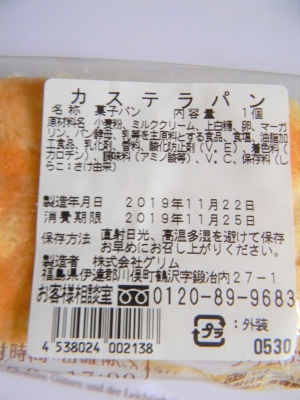 カステラパン
名称 菓子パン 内容量 1個
原材料名 小麦粉、ミルククリーム、上白糖、卵、マーガ
リン、パン酵母、乳等を主原料とする食品、食塩、油脂加
工食品、乳化剤、香料、酸化防止剤(V.E)、着色料(
カロチン)、調味料(アミノ酸等)、V.C、保存料(し
らこ:さけ由来)
製造年月日 2019年11月22日
消費期限 2019年11月25日
保存方法 直射日光、高温多湿を避けて保存
お早めにお召し上がりください。
製造者 株式会社グリム
福島県伊達郡川俣町鶴沢字鍛冶内27-1
お客様相談室 0120-89-9683
プラ :外装
4 538024 002138
0530